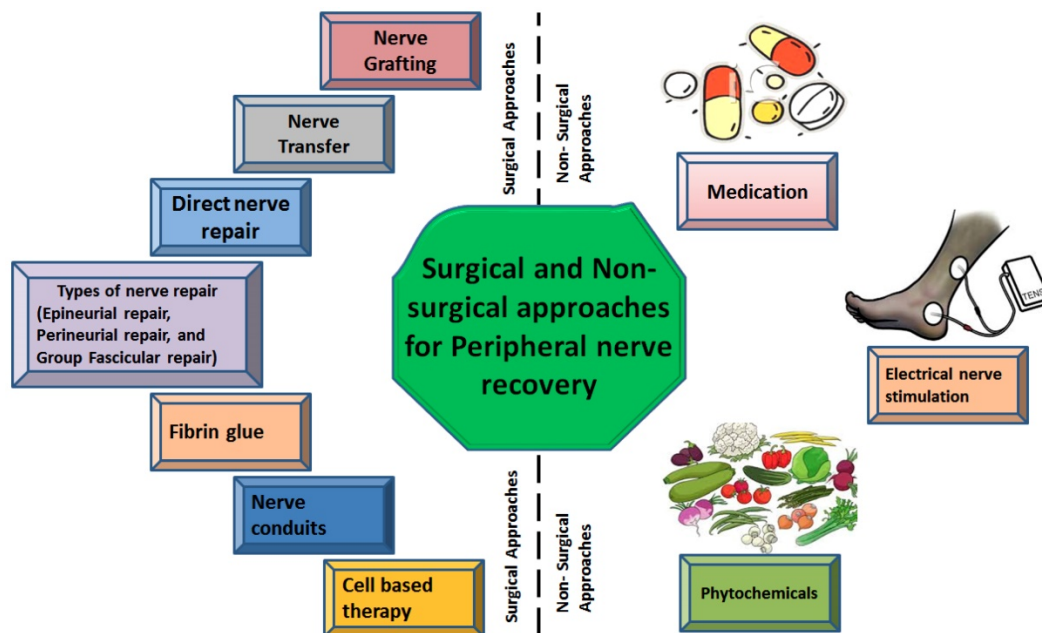 Nerve
Grafting
Nerve
Transfer
Direct nerve
repair
Types of nerve repair
(Epineurial repair,
Perineurial repair, and
Group Fascicular repair)
Fibrin glue
Nerve
conduits
Cell based
therapy
Surgical Approaches
Non- Surgical
Approaches
Surgical and Non-
surgical approaches
for Peripheral nerve
recovery
Surgical Approaches
Non- Surgical
Approaches
Medication
TENS
Electrical nerve
stimulation
Phytochemicals